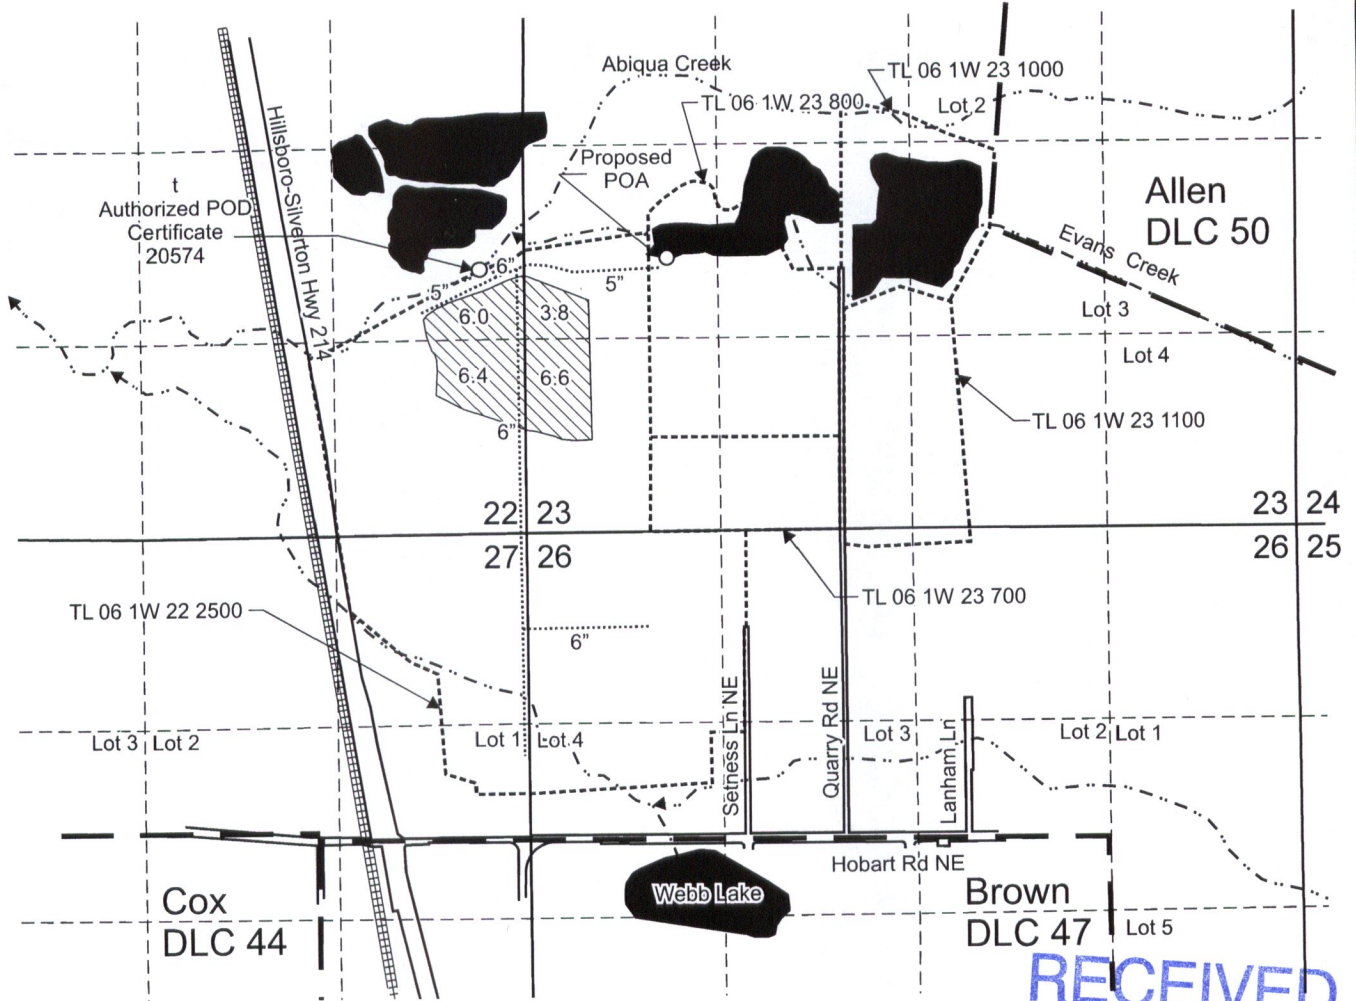 Abiqua Creek
TL 06 1W 23 1000
TL 06 1W 23 800
Lot 2
Hillsboro-Silverton Hwy 214
Proposed
POA
t
Authorized POD
Certificate
20574
Allen
DLC 50
Evans Creek
6"
5"
5"
6.0
3.8
Lot 3
Lot 4
6.4
6.6
6"
TL 06 1W 23 1100
22
23
23
24
27
26
26
25
TL 06 1W 22 2500
TL 06 1W 23 700
6"
Setness Ln NE
Quarry Rd NE
Lanham Ln
Lot 3
Lot 2
Lot 1
Lot 4
Lot 3
Lot 2
Lot 1
Hobart Rd NE
Webb Lake
Cox
DLC 44
Brown
DLC 47
Lot 5
RECEIVED